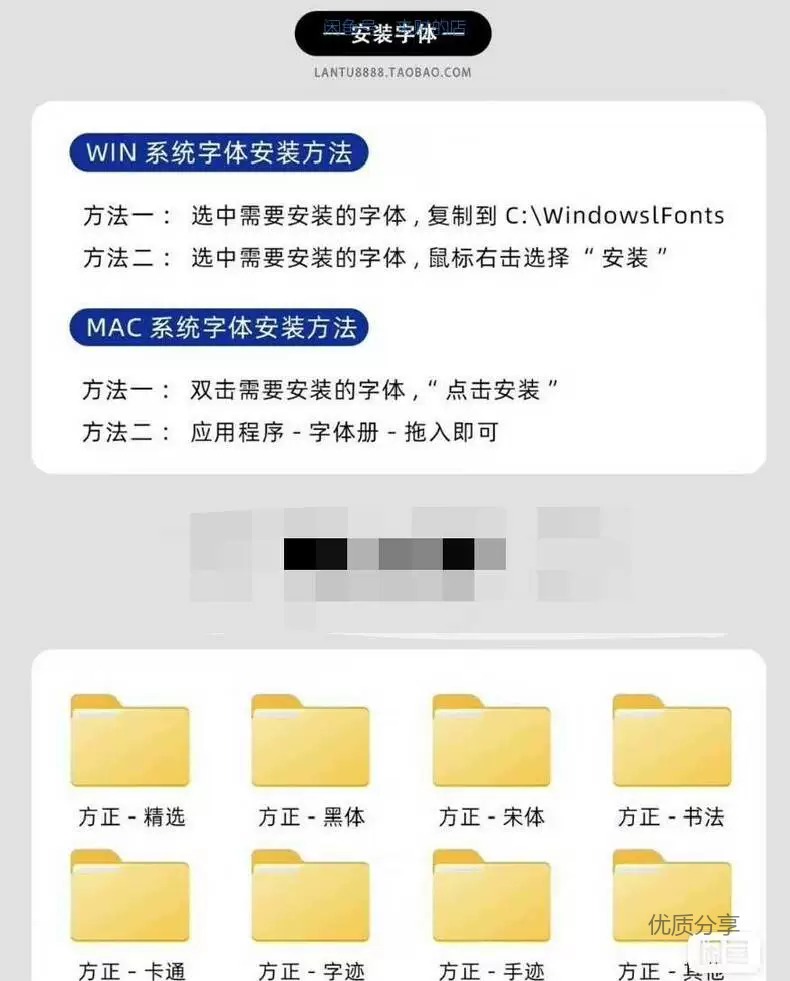 安装字体
LANTU8888.TAOBAO.COM
WIN 系统字体安装方法
方法一： 选中需要安装的字体 , 复制到 C:\WindowslFonts
方法二： 选中需要安装的字体 , 鼠标右击选择 “ 安装 ”
MAC 系统字体安装方法
方法一： 双击需要安装的字体 , “ 点击安装 ”
方法二： 应用程序 - 字体册 - 拖入即可
方正 - 精选
方正 - 黑体
方正 - 宋体
方正 - 书法
优质分享
闲鱼
方正 - 卡通
方正 - 字迹
方正 - 手迹
方正 - 其他